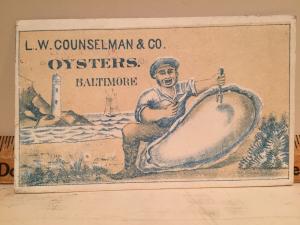 L.W. COUNSELMAN & CO.
OYSTERS.
BALTIMORE